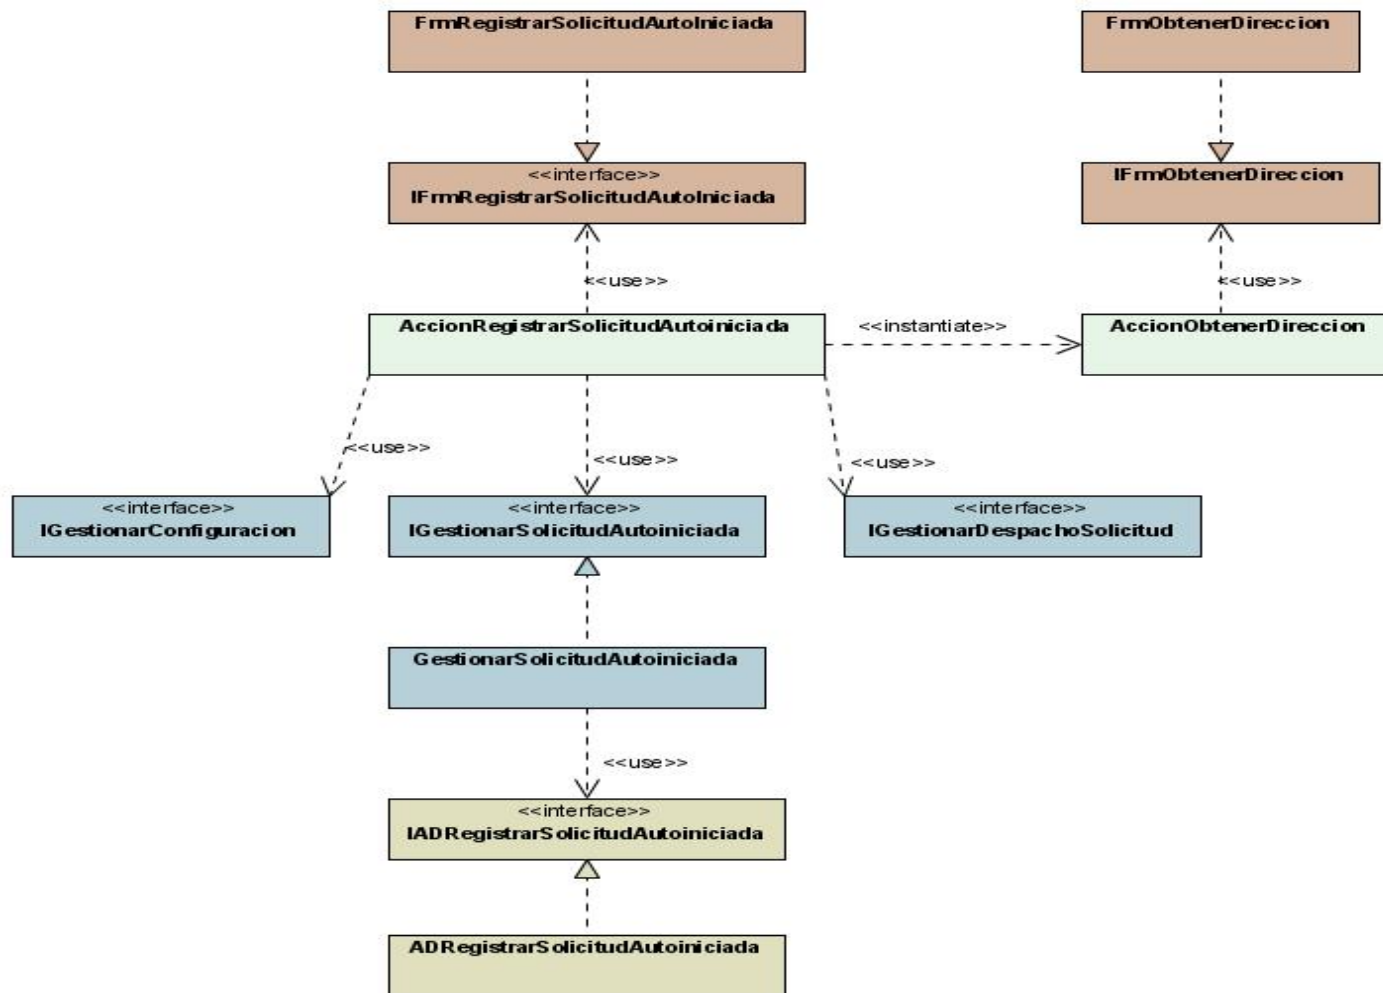 FrmRegistrarSolicitudAutoIniciada
FrmObtenerDireccion
<<interface>>
IFrmRegistrarSolicitudAutoIniciada
IFrmObtenerDireccion
<<use>>
<<use>>
AccionRegistrarSolicitudAutoiniciada
<<instantiate>>
AccionObtenerDireccion
<<use>>
<<use>>
<<use>>
<<interface>>
IGestionarConfiguracion
<<interface>>
IGestionarSolicitudAutoiniciada
<<interface>>
IGestionarDespachoSolicitud
GestionarSolicitudAutoiniciada
<<use>>
<<interface>>
IADRegistrarSolicitudAutoiniciada
ADRegistrarSolicitudAutoiniciada